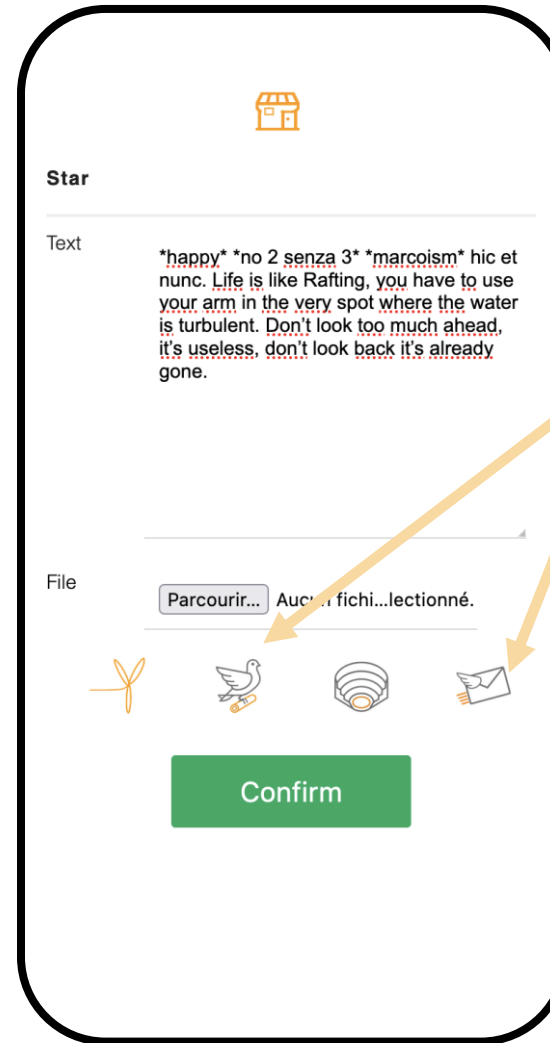 Star
Text
*happy* *no 2 senza 3* *marcoism* hic et
nunc. Life is like Rafting, you have to use
your arm in the very spot where the water
is turbulent. Don't look too much ahead,
it's useless, don't look back it's already
gone.
File
Parcourir... fichi...lectionné.
Confirm